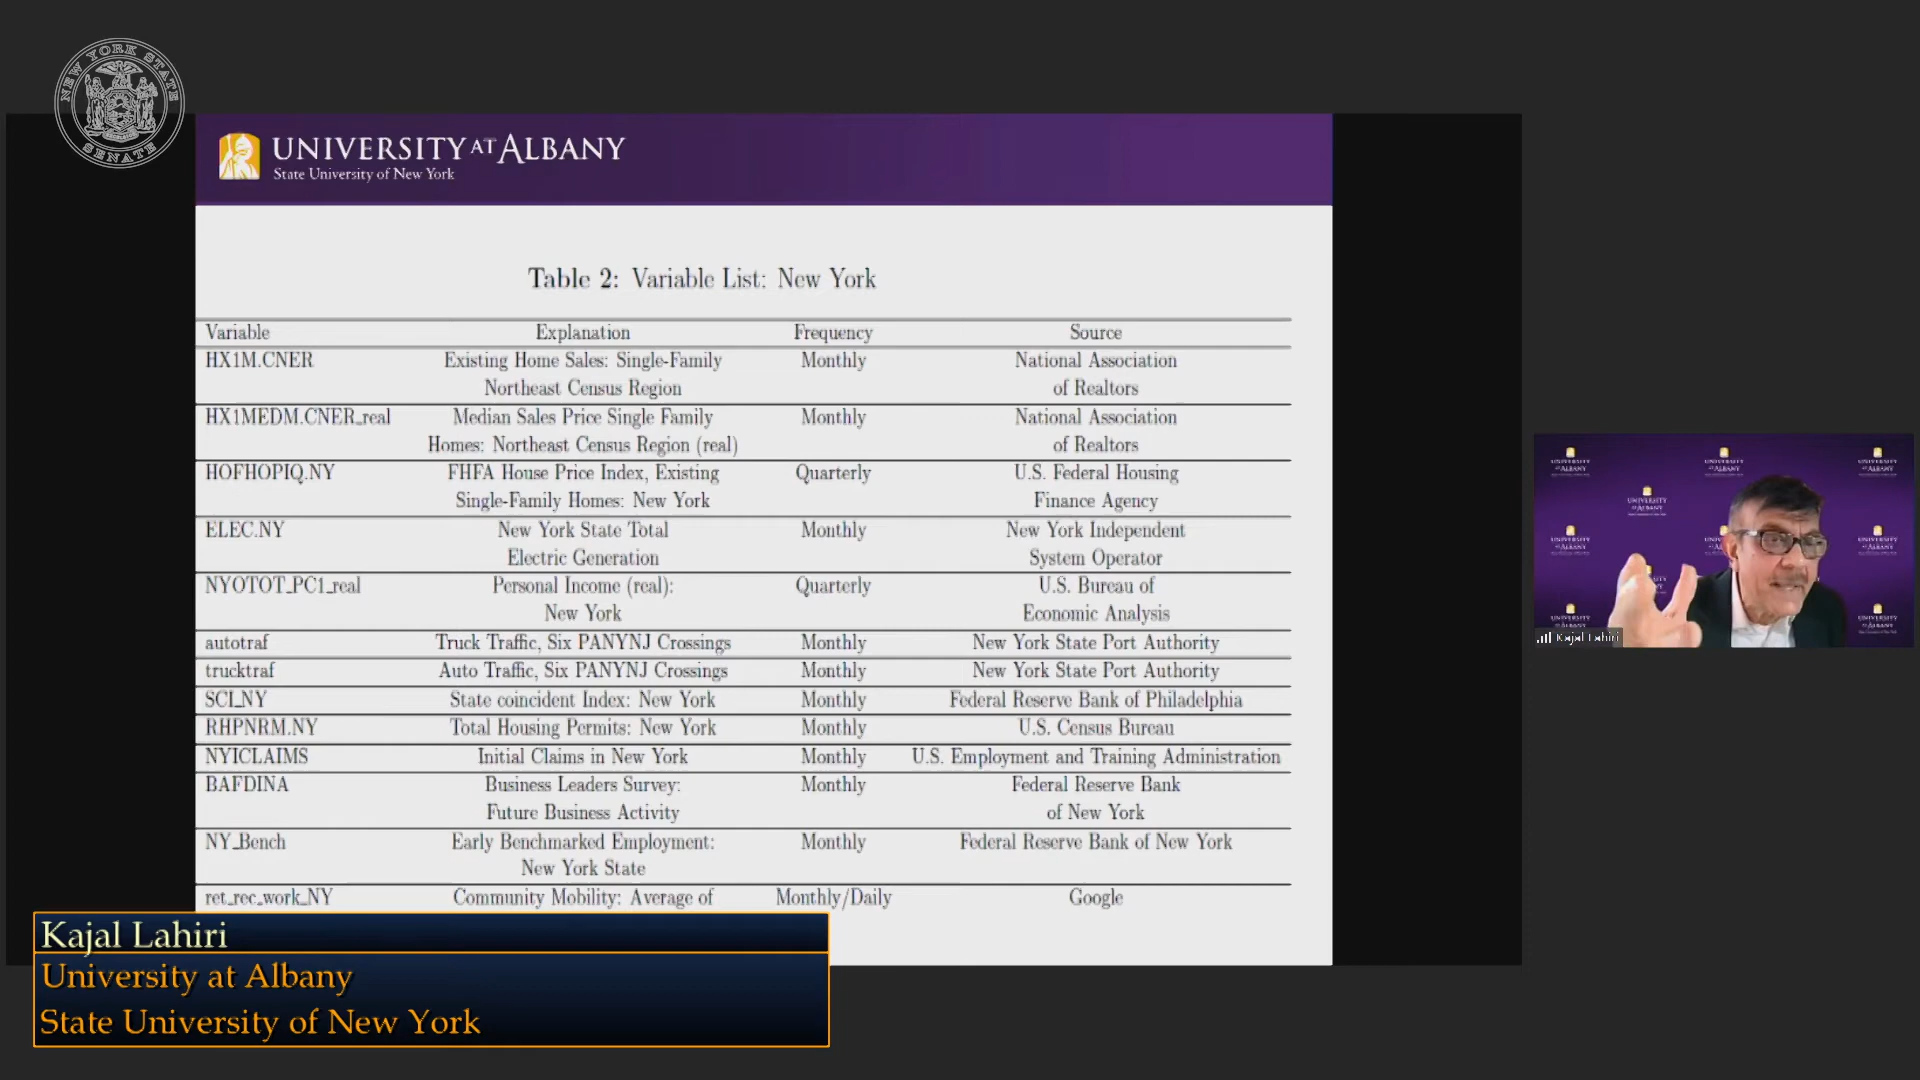 NEW YORK STATE
SENATE
UNIVERSITY AT ALBANY
State University of New York
Table 2: Variable List: New York
Variable Explanation Frequency Source
HX1M.CNER Existing Home Sales: Single-Family Monthly National Association
Northeast Census Region of Realtors
HX1MEDM.CNER_real Median Sales Price Single Family Monthly National Association
Homes: Northeast Census Region (real) of Realtors
HOFHOPIQ.NY FHFA House Price Index, Existing Quarterly U.S. Federal Housing
Single-Family Homes: New York Finance Agency
ELEC.NY New York State Total Monthly New York Independent
Electric Generation System Operator
NYOTOT_PC1_real Personal Income (real): Quarterly U.S. Bureau of
New York Economic Analysis
autotraf Truck Traffic, Six PANYNJ Crossings Monthly New York State Port Authority
trucktraf Auto Traffic, Six PANYNJ Crossings Monthly New York State Port Authority
SCI_NY State coincident Index: New York Monthly Federal Reserve Bank of Philadelphia
RHPNRM.NY Total Housing Permits: New York Monthly U.S. Census Bureau
NYICLAIMS Initial Claims in New York Monthly U.S. Employment and Training Administration
BAFDINA Business Leaders Survey: Monthly Federal Reserve Bank
Future Business Activity of New York
NY_Bench Early Benchmarked Employment: Monthly Federal Reserve Bank of New York
New York State
ret_rec_work_NY Community Mobility: Average of Monthly/Daily Google
Kajal Lahiri
University at Albany
State University of New York
UNIVERSITY AT ALBANY
Kajal Lahiri